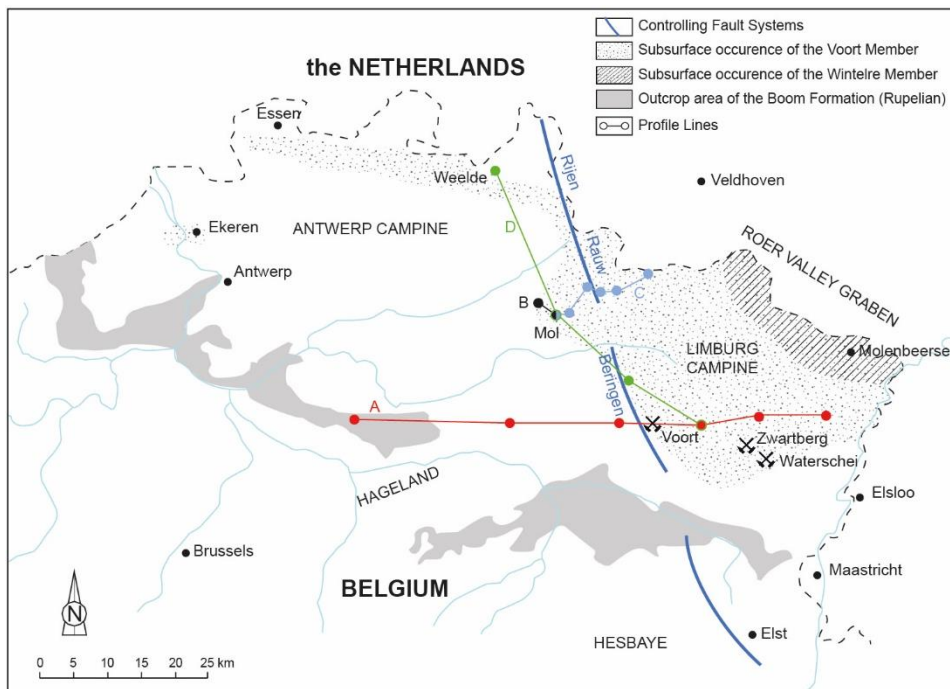 Controlling Fault Systems
Subsurface occurence of the Voort Member
Subsurface occurence of the Wintelre Member
Outcrop area of the Boom Formation (Rupelian)
Profile Lines
the NETHERLANDS
Essen
Weelde
Rijen
Veldhoven
Ekeren
ANTWERP CAMPINE
D
Rauw
ROER VALLEY GRABEN
Antwerp
B
C
Mol
LIMBURG
CAMPINE
Molenbeerse
Beringen
A
Voort
Zwartberg
Waterschei
HAGELAND
Elsloo
Brussels
Maastricht
BELGIUM
N
HESBAYE
Elst
0 5 10 15 20 25 km